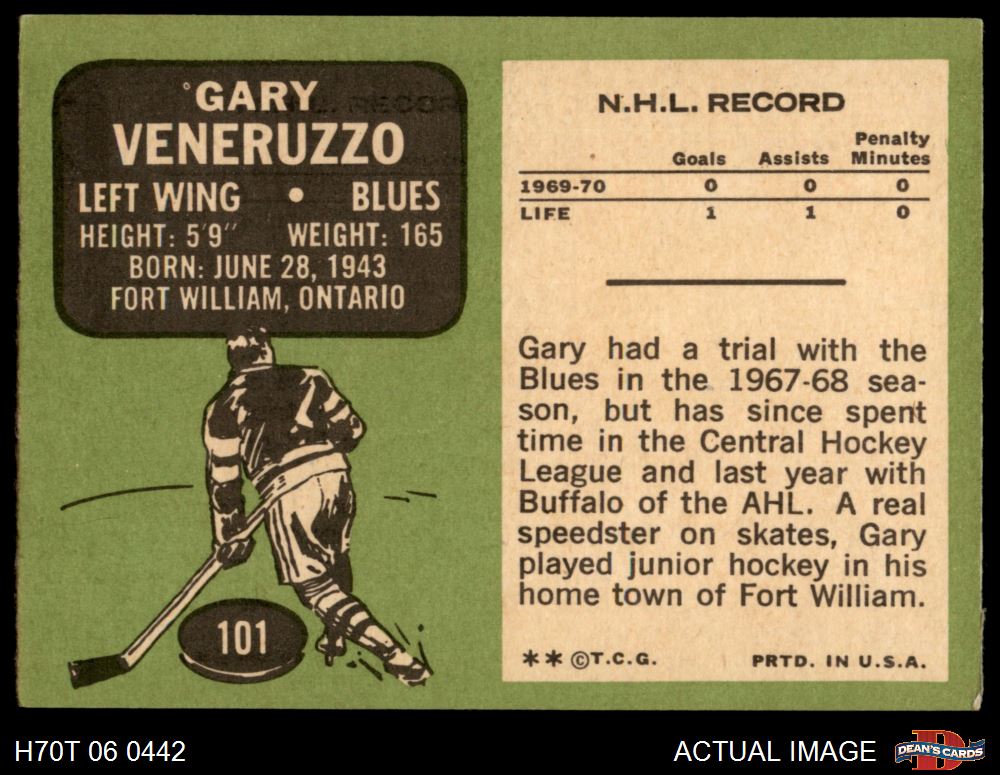 GARY
VENERUZZO
LEFT WING • BLUES
HEIGHT: 5'9" WEIGHT: 165
BORN: JUNE 28, 1943
FORT WILLIAM, ONTARIO
101
N.H.L. RECORD
Goals Assists Penalty Minutes
1969-70 0 0 0
LIFE 1 1 0
Gary had a trial with the
Blues in the 1967-68 sea-
son, but has since spent
time in the Central Hockey
League and last year with
Buffalo of the AHL. A real
speedster on skates, Gary
played junior hockey in his
home town of Fort William.
** ©T.C.G. PRTD. IN U.S.A.
H70T 06 0442
ACTUAL IMAGE
D
DEAN'S CARDS